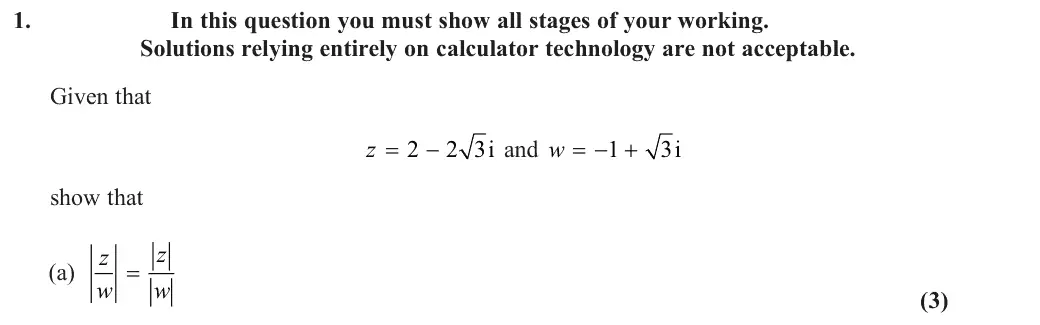 1. In this question you must show all stages of your working.
Solutions relying entirely on calculator technology are not acceptable.
Given that
z = 2 − 2√3i and w = −1 + √3i
show that
(a) |z/w| = |z|/|w|
(3)